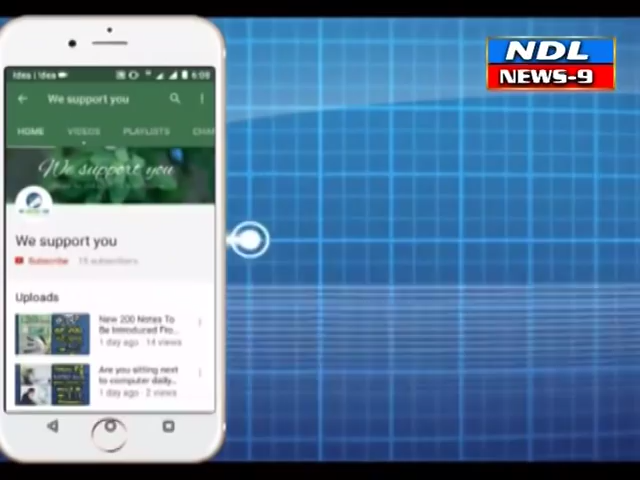 Idea | Idea
6:08
We support you
HOME VIDEOS PLAYLISTS CHAN
We support you
We support you
Subscribe 15 subscribers
Uploads
New 200 Notes To
Be Introduced Fro...
1 day ago · 14 views
Are you sitting next
to computer daily...
1 day ago · 2 views
NDL
NEWS-9